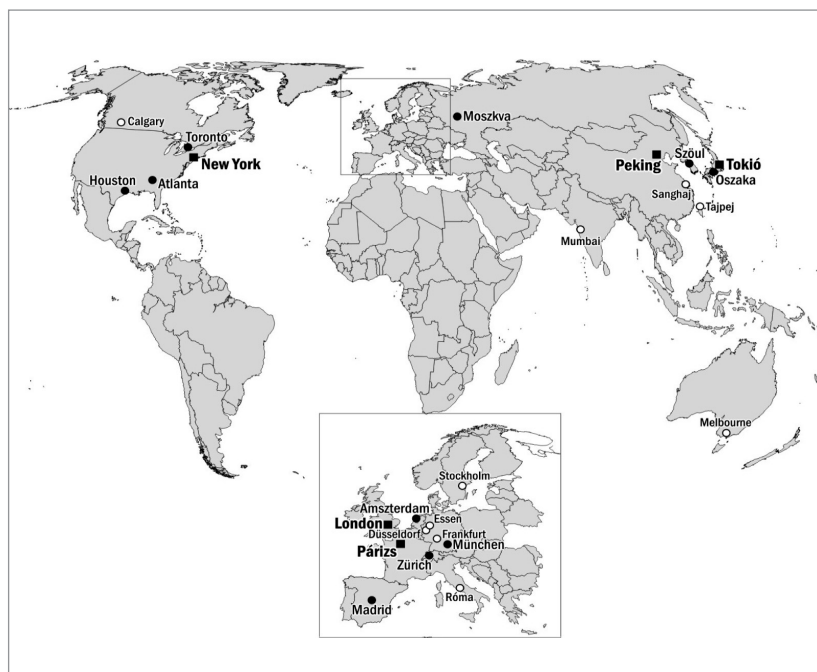 Calgary
Toronto
New York
Houston
Atlanta
Moszkva
Peking
Szöul
Tokió
Oszaka
Sanghaj
Tajpej
Mumbai
Melbourne
Stockholm
Amszterdam
Essen
London
Düsseldorf
Frankfurt
Párizs
München
Zürich
Madrid
Róma